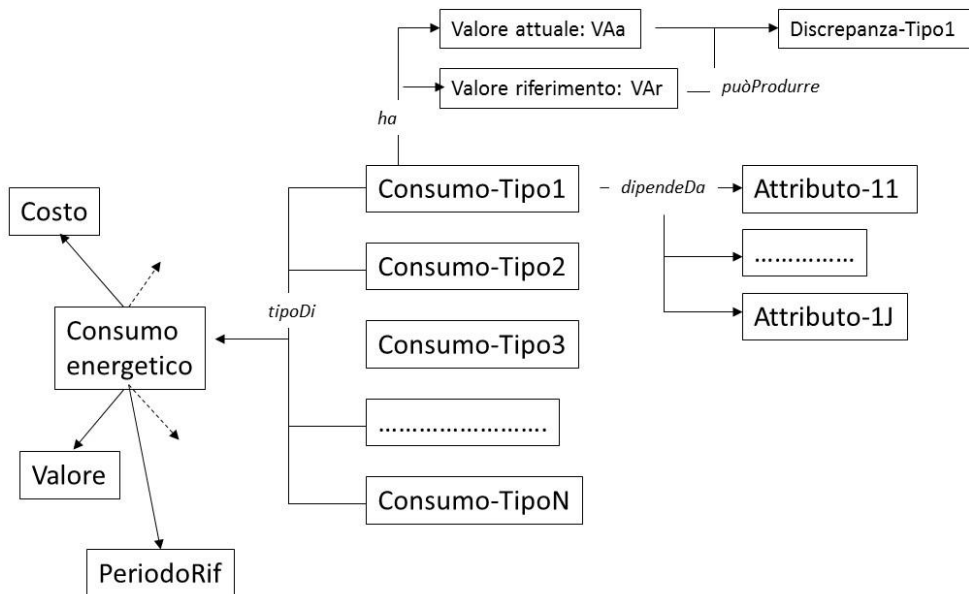 Valore attuale: VAa
Discrepanza-Tipo1
Valore riferimento: VAr
puòProdurre
ha
Consumo-Tipo1
dipendeDa
Attributo-11
Costo
Consumo-Tipo2
……………
tipoDi
Attributo-1J
Consumo
energetico
Consumo-Tipo3
…………………….
Valore
Consumo-TipoN
PeriodoRif